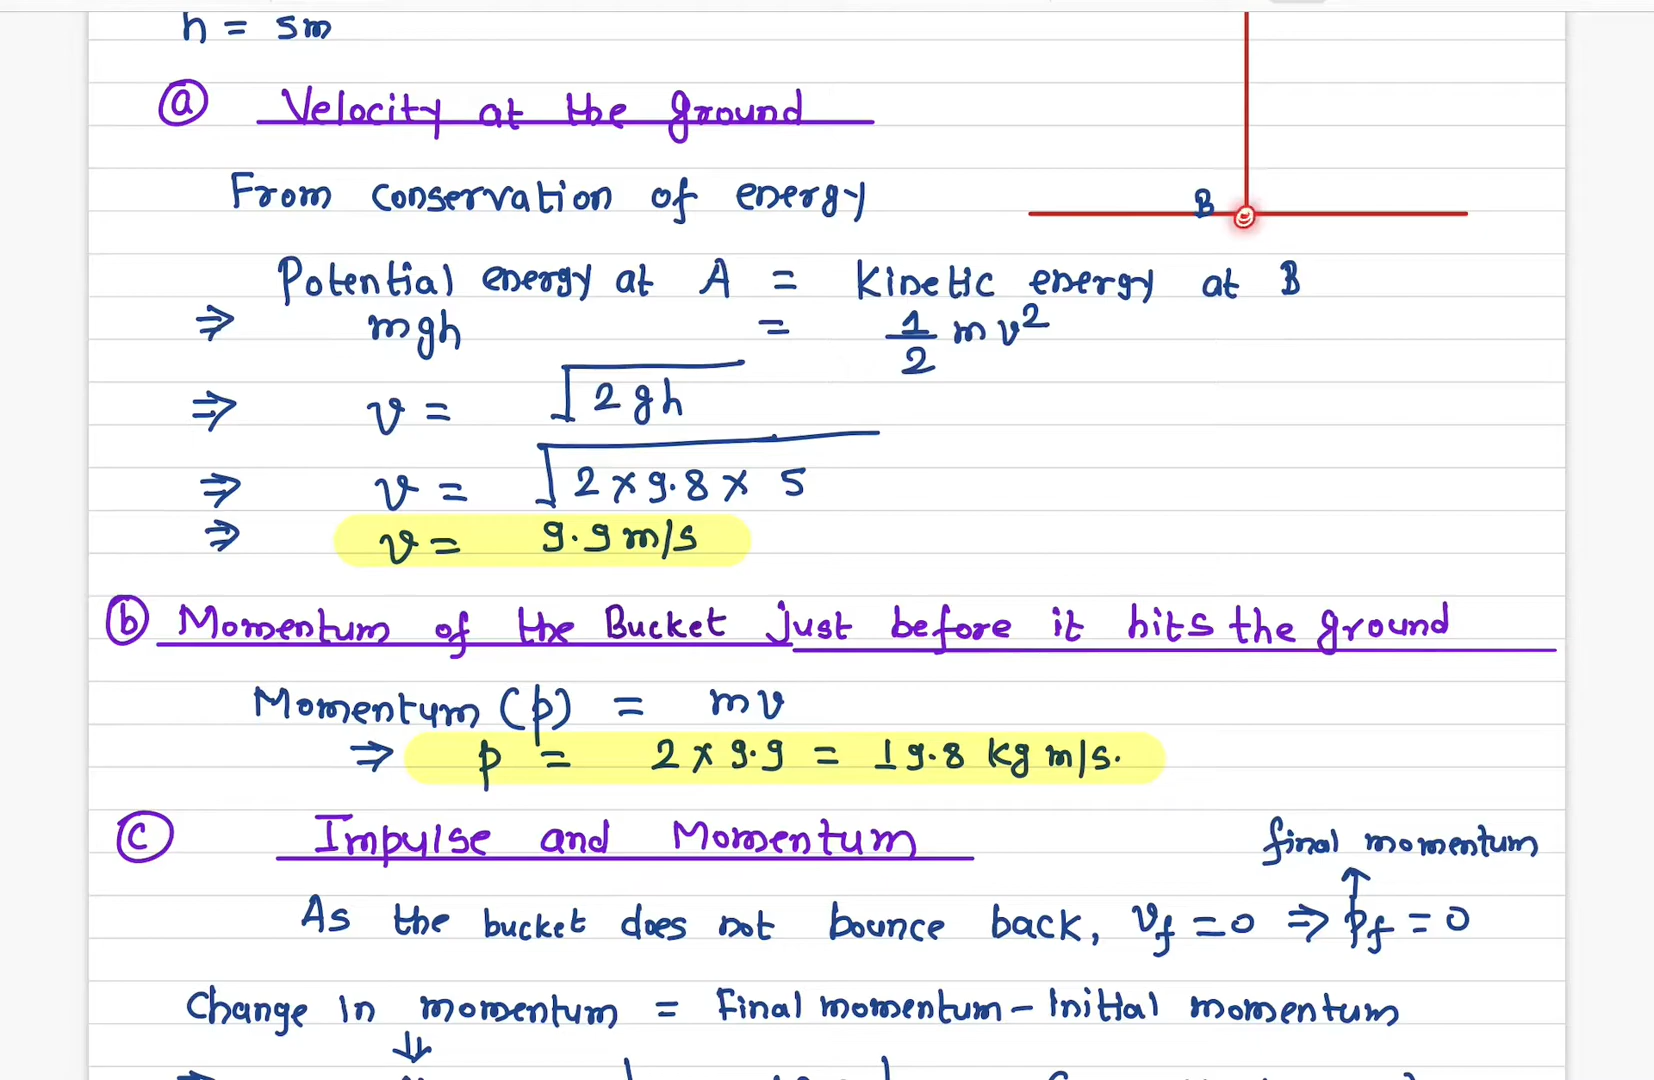 h = 5m
(a) Velocity at the ground
From conservation of energy
B
Potential energy at A = Kinetic energy at B
⇒ mgh = 1/2 mv²
⇒ v = √2gh
⇒ v = √2×9.8×5
⇒ v = 9.9 m/s
(b) Momentum of the Bucket just before it hits the ground
Momentum (p) = mv
⇒ p = 2×9.9 = 19.8 kg m/s.
(c) Impulse and Momentum
final momentum
↑
As the bucket does not bounce back, vf = 0 ⇒ pf = 0
Change in momentum = Final momentum - Initial momentum
⇓